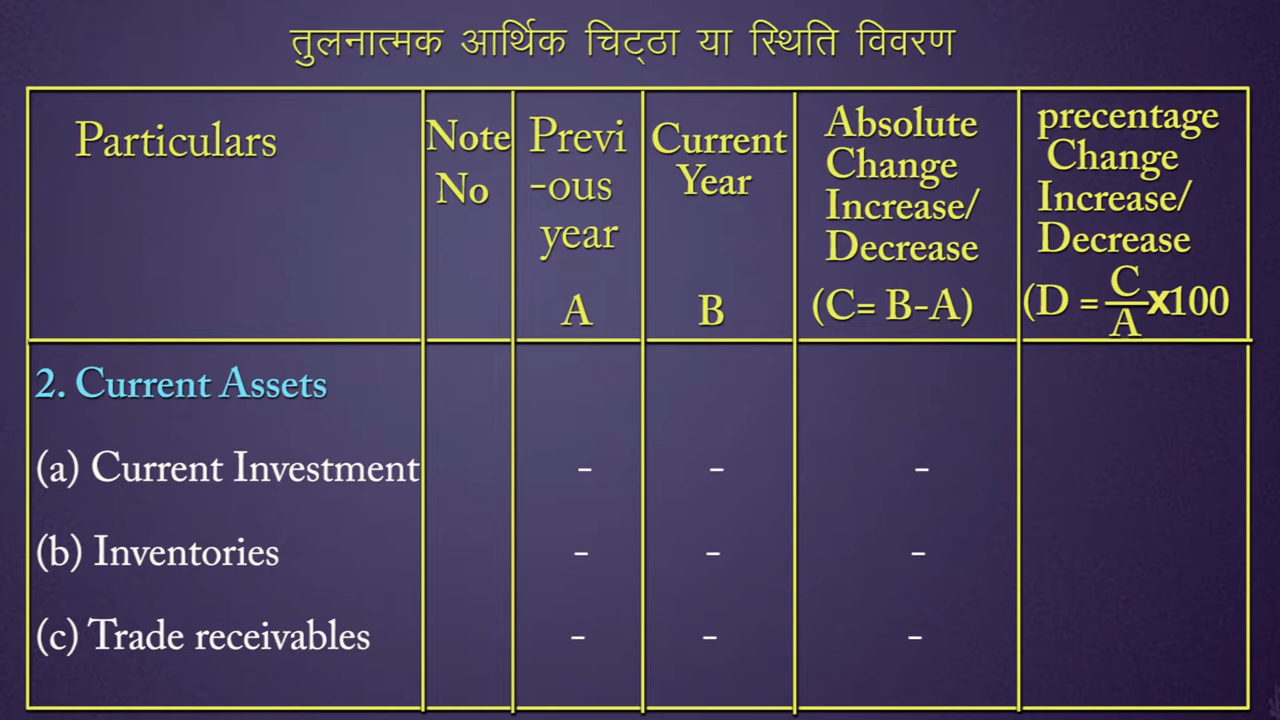 तुलनात्मक आर्थिक चिट्ठा या स्थिति विवरण
Particulars
Note No
Previ -ous year
A
Current Year
B
Absolute Change Increase/ Decrease
(C= B-A)
precentage Change Increase/ Decrease
(D = C/A x100
2. Current Assets
(a) Current Investment - - -
(b) Inventories - - -
(c) Trade receivables - - -